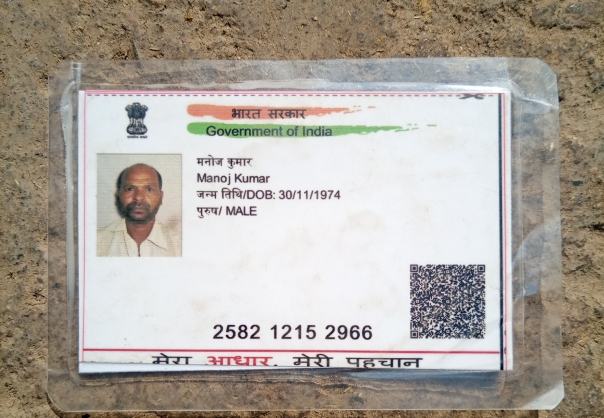 भारत सरकार
Government of India
मनोज कुमार
Manoj Kumar
जन्म तिथि/DOB: 30/11/1974
पुरुष/ MALE
2582 1215 2966
मेरा आधार, मेरी पहचान